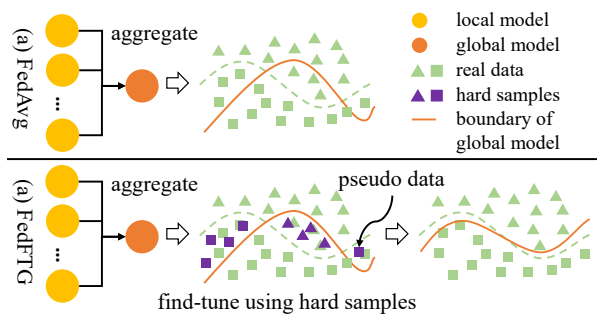 (a) FedAvg
aggregate
local model
global model
real data
hard samples
boundary of
global model
(a) FedFTG
aggregate
pseudo data
find-tune using hard samples